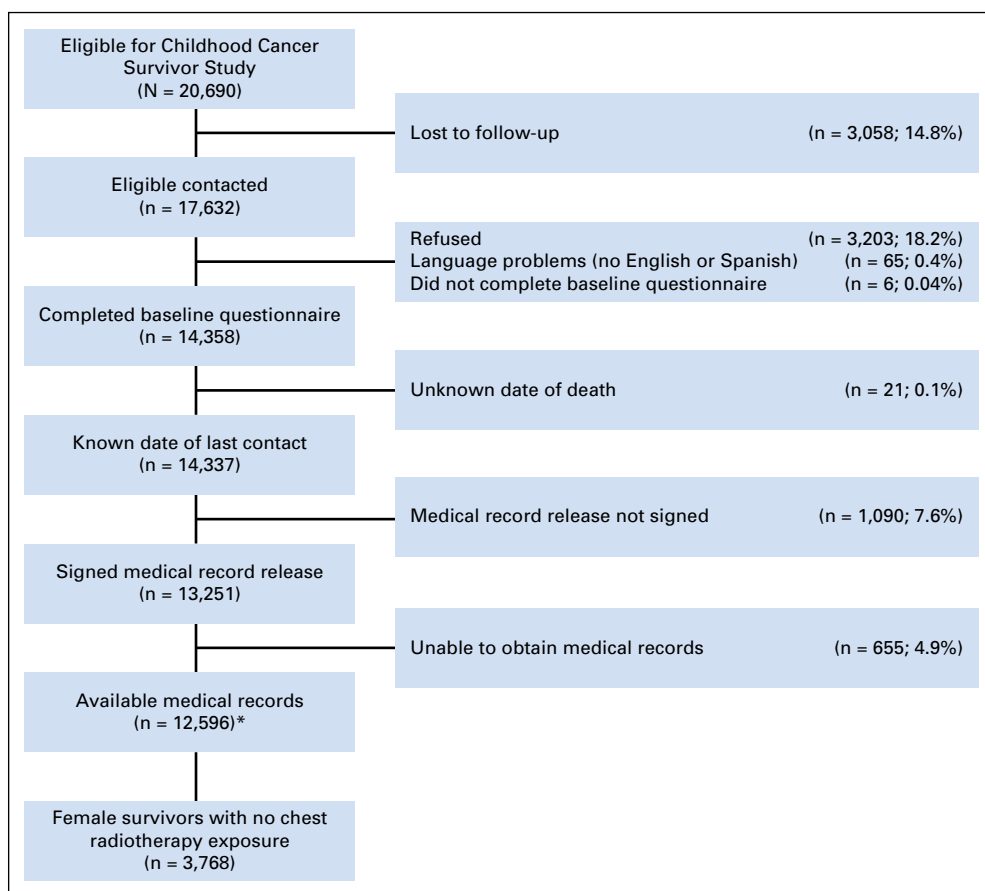 Eligible for Childhood Cancer
Survivor Study
(N = 20,690)
Lost to follow-up (n = 3,058; 14.8%)
Eligible contacted
(n = 17,632)
Refused (n = 3,203; 18.2%)
Language problems (no English or Spanish) (n = 65; 0.4%)
Did not complete baseline questionnaire (n = 6; 0.04%)
Completed baseline questionnaire
(n = 14,358)
Unknown date of death (n = 21; 0.1%)
Known date of last contact
(n = 14,337)
Medical record release not signed (n = 1,090; 7.6%)
Signed medical record release
(n = 13,251)
Unable to obtain medical records (n = 655; 4.9%)
Available medical records
(n = 12,596)*
Female survivors with no chest
radiotherapy exposure
(n = 3,768)